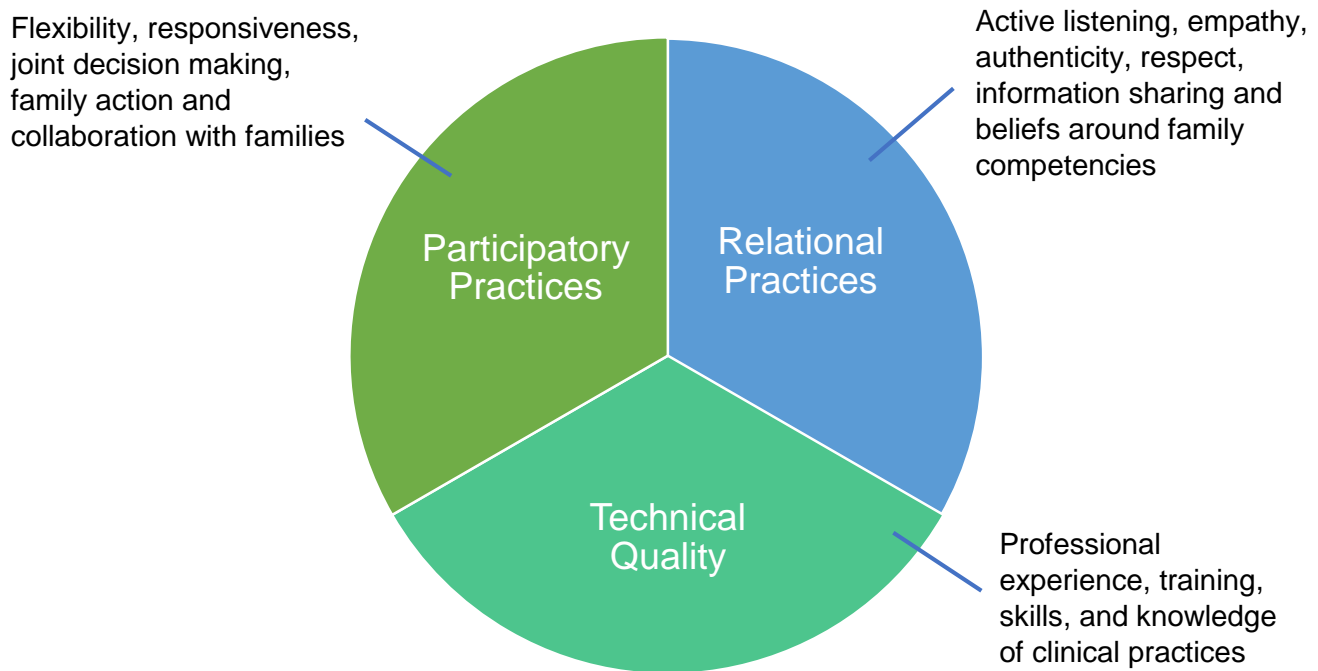 Flexibility, responsiveness,
joint decision making,
family action and
collaboration with families
Active listening, empathy,
authenticity, respect,
information sharing and
beliefs around family
competencies
Participatory
Practices
Relational
Practices
Technical
Quality
Professional
experience, training,
skills, and knowledge
of clinical practices